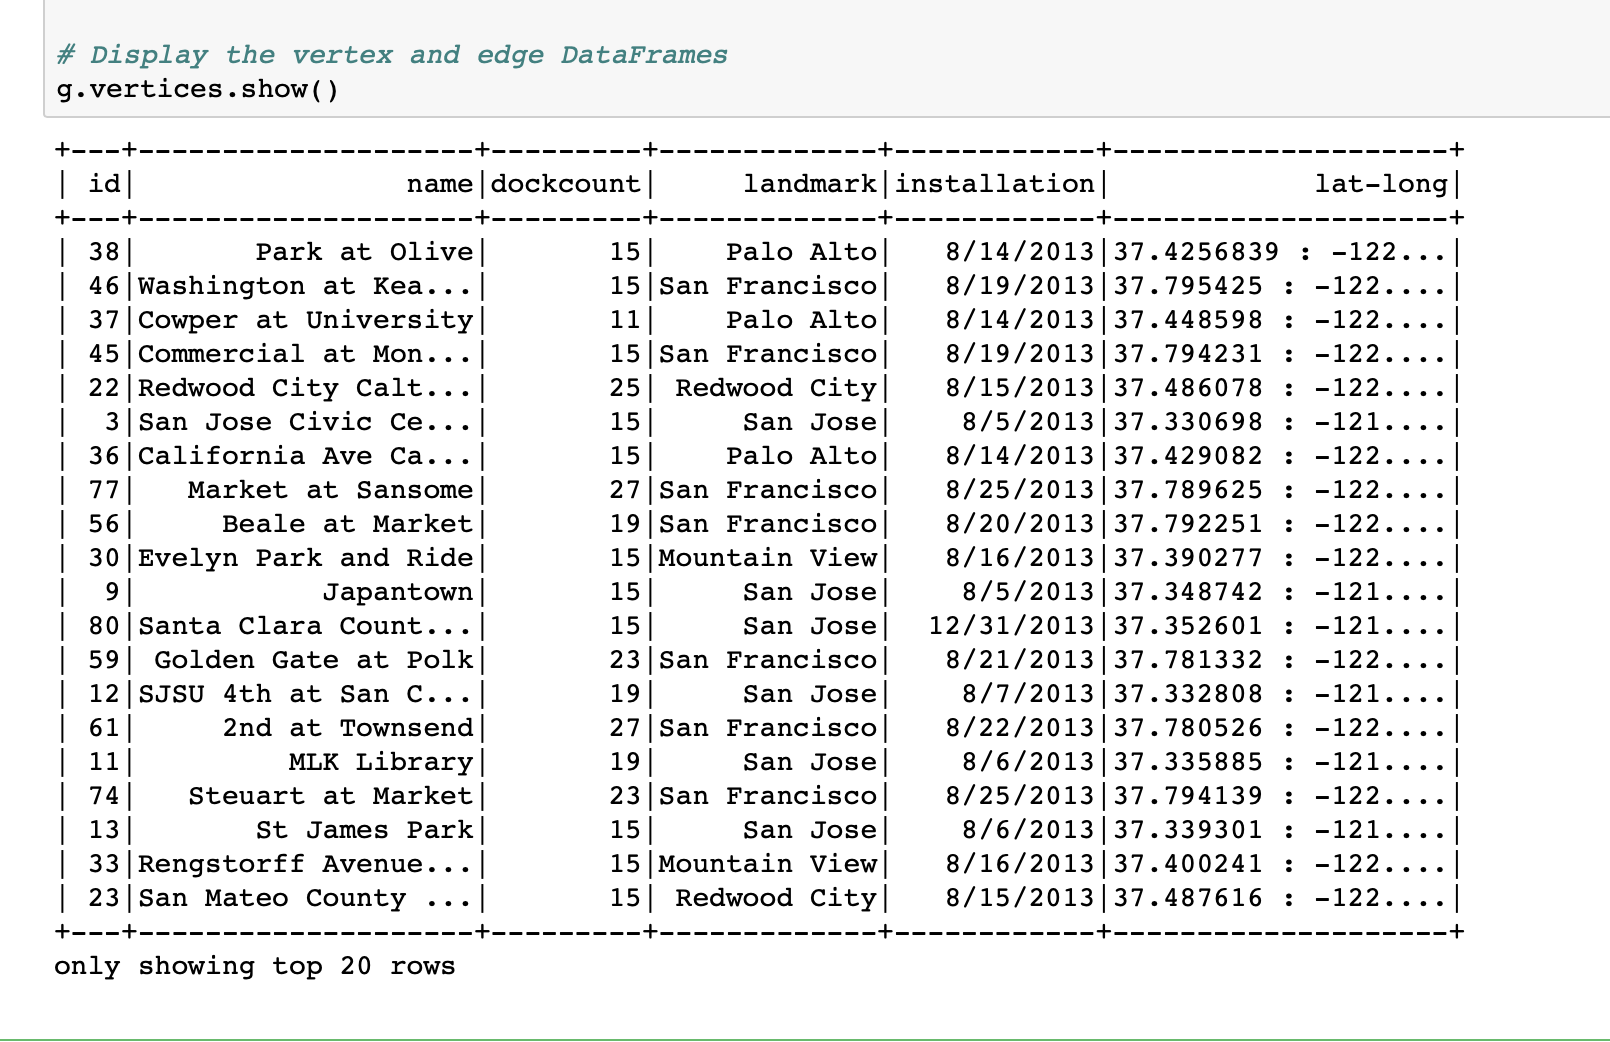 # Display the vertex and edge DataFrames
g.vertices.show()
+---+--------------------+---------+-------------+------------+--------------------+
| id|                name|dockcount|     landmark|installation|            lat-long|
+---+--------------------+---------+-------------+------------+--------------------+
| 38|       Park at Olive|       15|    Palo Alto|   8/14/2013|37.4256839 : -122...|
| 46|Washington at Kea...|       15|San Francisco|   8/19/2013|37.795425 : -122....|
| 37|Cowper at University|       11|    Palo Alto|   8/14/2013|37.448598 : -122....|
| 45|Commercial at Mon...|       15|San Francisco|   8/19/2013|37.794231 : -122....|
| 22|Redwood City Calt...|       25| Redwood City|   8/15/2013|37.486078 : -122....|
|  3|San Jose Civic Ce...|       15|     San Jose|    8/5/2013|37.330698 : -121....|
| 36|California Ave Ca...|       15|    Palo Alto|   8/14/2013|37.429082 : -122....|
| 77|   Market at Sansome|       27|San Francisco|   8/25/2013|37.789625 : -122....|
| 56|     Beale at Market|       19|San Francisco|   8/20/2013|37.792251 : -122....|
| 30|Evelyn Park and Ride|       15|Mountain View|   8/16/2013|37.390277 : -122....|
|  9|           Japantown|       15|     San Jose|    8/5/2013|37.348742 : -121....|
| 80|Santa Clara Count...|       15|     San Jose|  12/31/2013|37.352601 : -121....|
| 59| Golden Gate at Polk|       23|San Francisco|   8/21/2013|37.781332 : -122....|
| 12|SJSU 4th at San C...|       19|     San Jose|    8/7/2013|37.332808 : -121....|
| 61|     2nd at Townsend|       27|San Francisco|   8/22/2013|37.780526 : -122....|
| 11|         MLK Library|       19|     San Jose|    8/6/2013|37.335885 : -121....|
| 74|   Steuart at Market|       23|San Francisco|   8/25/2013|37.794139 : -122....|
| 13|       St James Park|       15|     San Jose|    8/6/2013|37.339301 : -121....|
| 33|Rengstorff Avenue...|       15|Mountain View|   8/16/2013|37.400241 : -122....|
| 23|San Mateo County ...|       15| Redwood City|   8/15/2013|37.487616 : -122....|
+---+--------------------+---------+-------------+------------+--------------------+
only showing top 20 rows